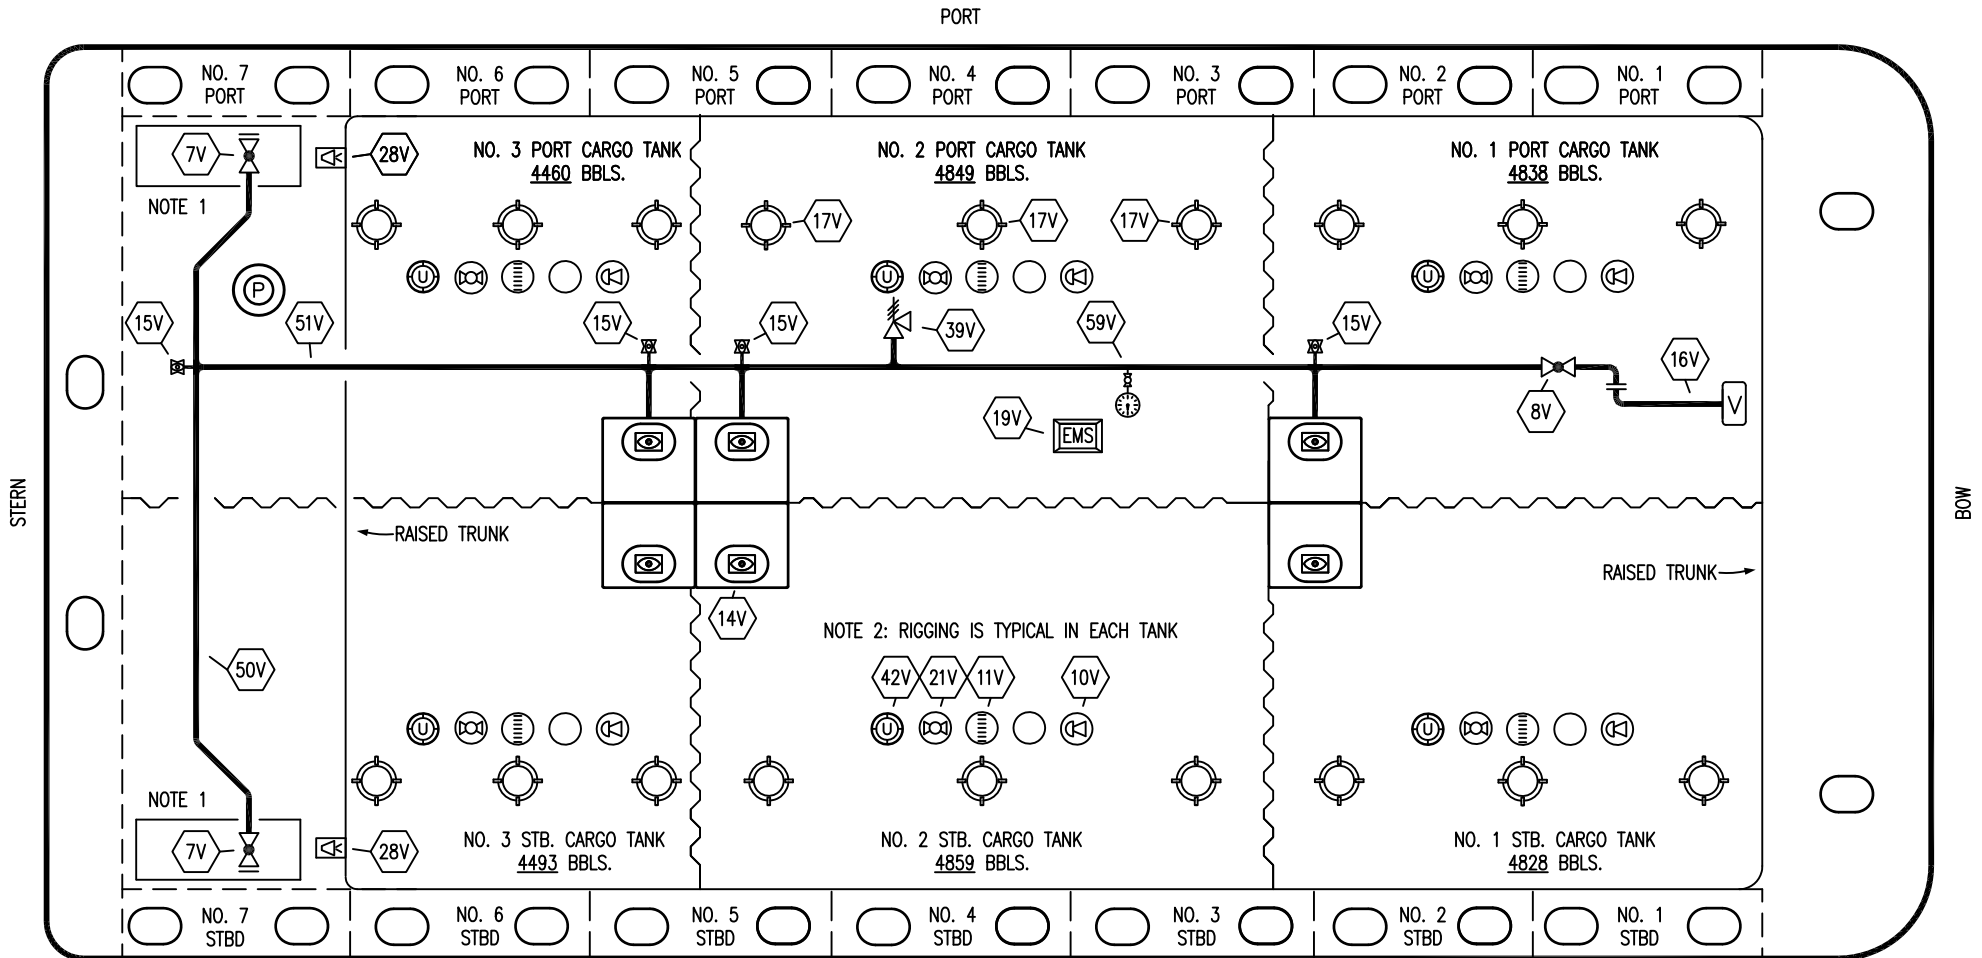 PORT
NO. 7 PORT
NO. 6 PORT
NO. 5 PORT
NO. 4 PORT
NO. 3 PORT
NO. 2 PORT
NO. 1 PORT
7V
28V
NOTE 1
NO. 3 PORT CARGO TANK
4460 BBLS.
NO. 2 PORT CARGO TANK
4849 BBLS.
NO. 1 PORT CARGO TANK
4838 BBLS.
17V
17V
17V
U
U
U
P
15V
51V
15V
15V
39V
59V
15V
16V
8V
V
19V
EMS
STERN
BOW
RAISED TRUNK
RAISED TRUNK
14V
NOTE 2: RIGGING IS TYPICAL IN EACH TANK
50V
42V
21V
11V
10V
U
U
U
NOTE 1
7V
28V
NO. 3 STB. CARGO TANK
4493 BBLS.
NO. 2 STB. CARGO TANK
4859 BBLS.
NO. 1 STB. CARGO TANK
4828 BBLS.
NO. 7 STBD
NO. 6 STBD
NO. 5 STBD
NO. 4 STBD
NO. 3 STBD
NO. 2 STBD
NO. 1 STBD